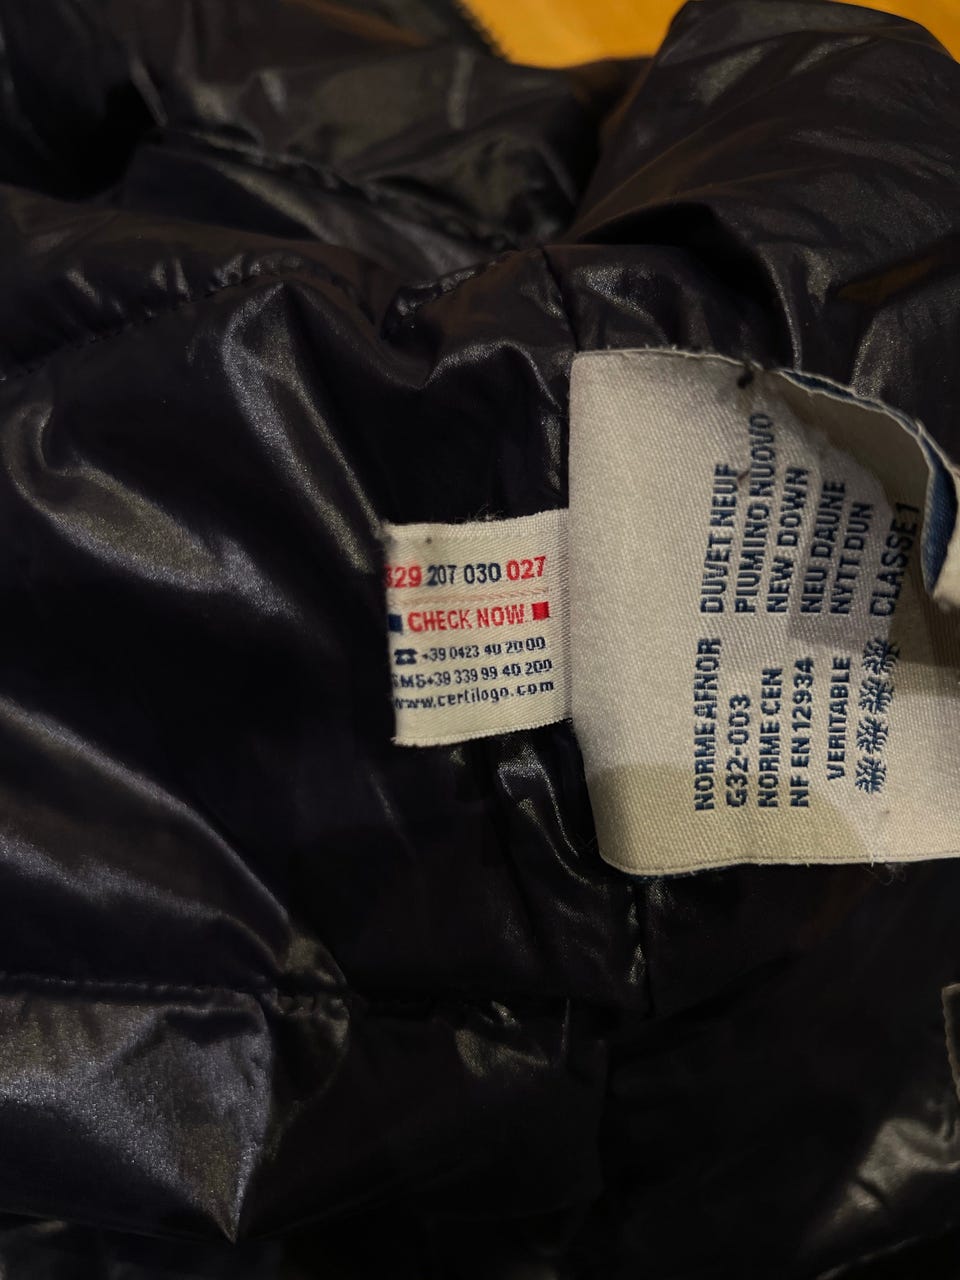 329 207 030 027
CHECK NOW
+39 0423 40 20 00
SMS+39 339 99 40 200
www.certilogo.com
DUVET NEUF
PIUMINO NUOVO
NEW DOWN
NEU DAUNE
NYTT DUN
CLASSE 1
NORME AFNOR
G32-003
NORME CEN
NF EN 12934
VERITABLE